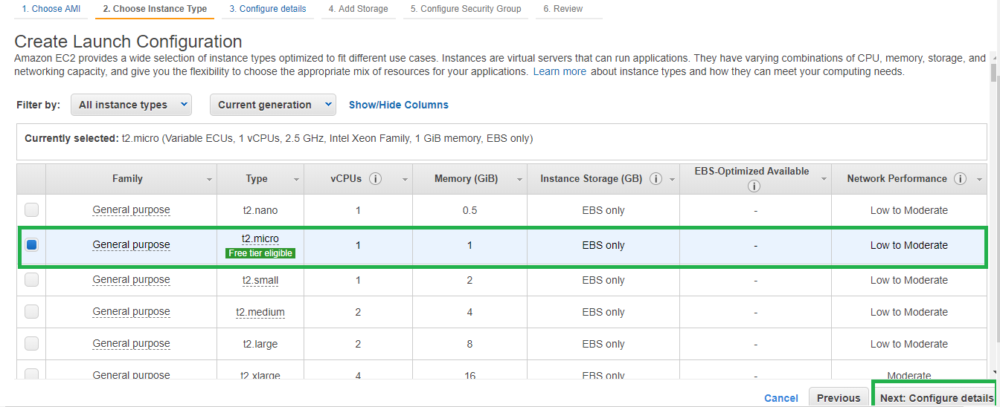 1. Choose AMI 2. Choose Instance Type 3. Configure details 4. Add Storage 5. Configure Security Group 6. Review
Create Launch Configuration
Amazon EC2 provides a wide selection of instance types optimized to fit different use cases. Instances are virtual servers that can run applications. They have varying combinations of CPU, memory, storage, and
networking capacity, and give you the flexibility to choose the appropriate mix of resources for your applications. Learn more about instance types and how they can meet your computing needs.
Filter by: All instance types Current generation Show/Hide Columns
Currently selected: t2.micro (Variable ECUs, 1 vCPUs, 2.5 GHz, Intel Xeon Family, 1 GiB memory, EBS only)
Family Type vCPUs i Memory (GiB) Instance Storage (GB) i EBS-Optimized Available i Network Performance i
General purpose t2.nano 1 0.5 EBS only - Low to Moderate
General purpose t2.micro Free tier eligible 1 1 EBS only - Low to Moderate
General purpose t2.small 1 2 EBS only - Low to Moderate
General purpose t2.medium 2 4 EBS only - Low to Moderate
General purpose t2.large 2 8 EBS only - Low to Moderate
General purpose t2.xlarge 4 16 EBS only - Moderate
Cancel Previous Next: Configure details